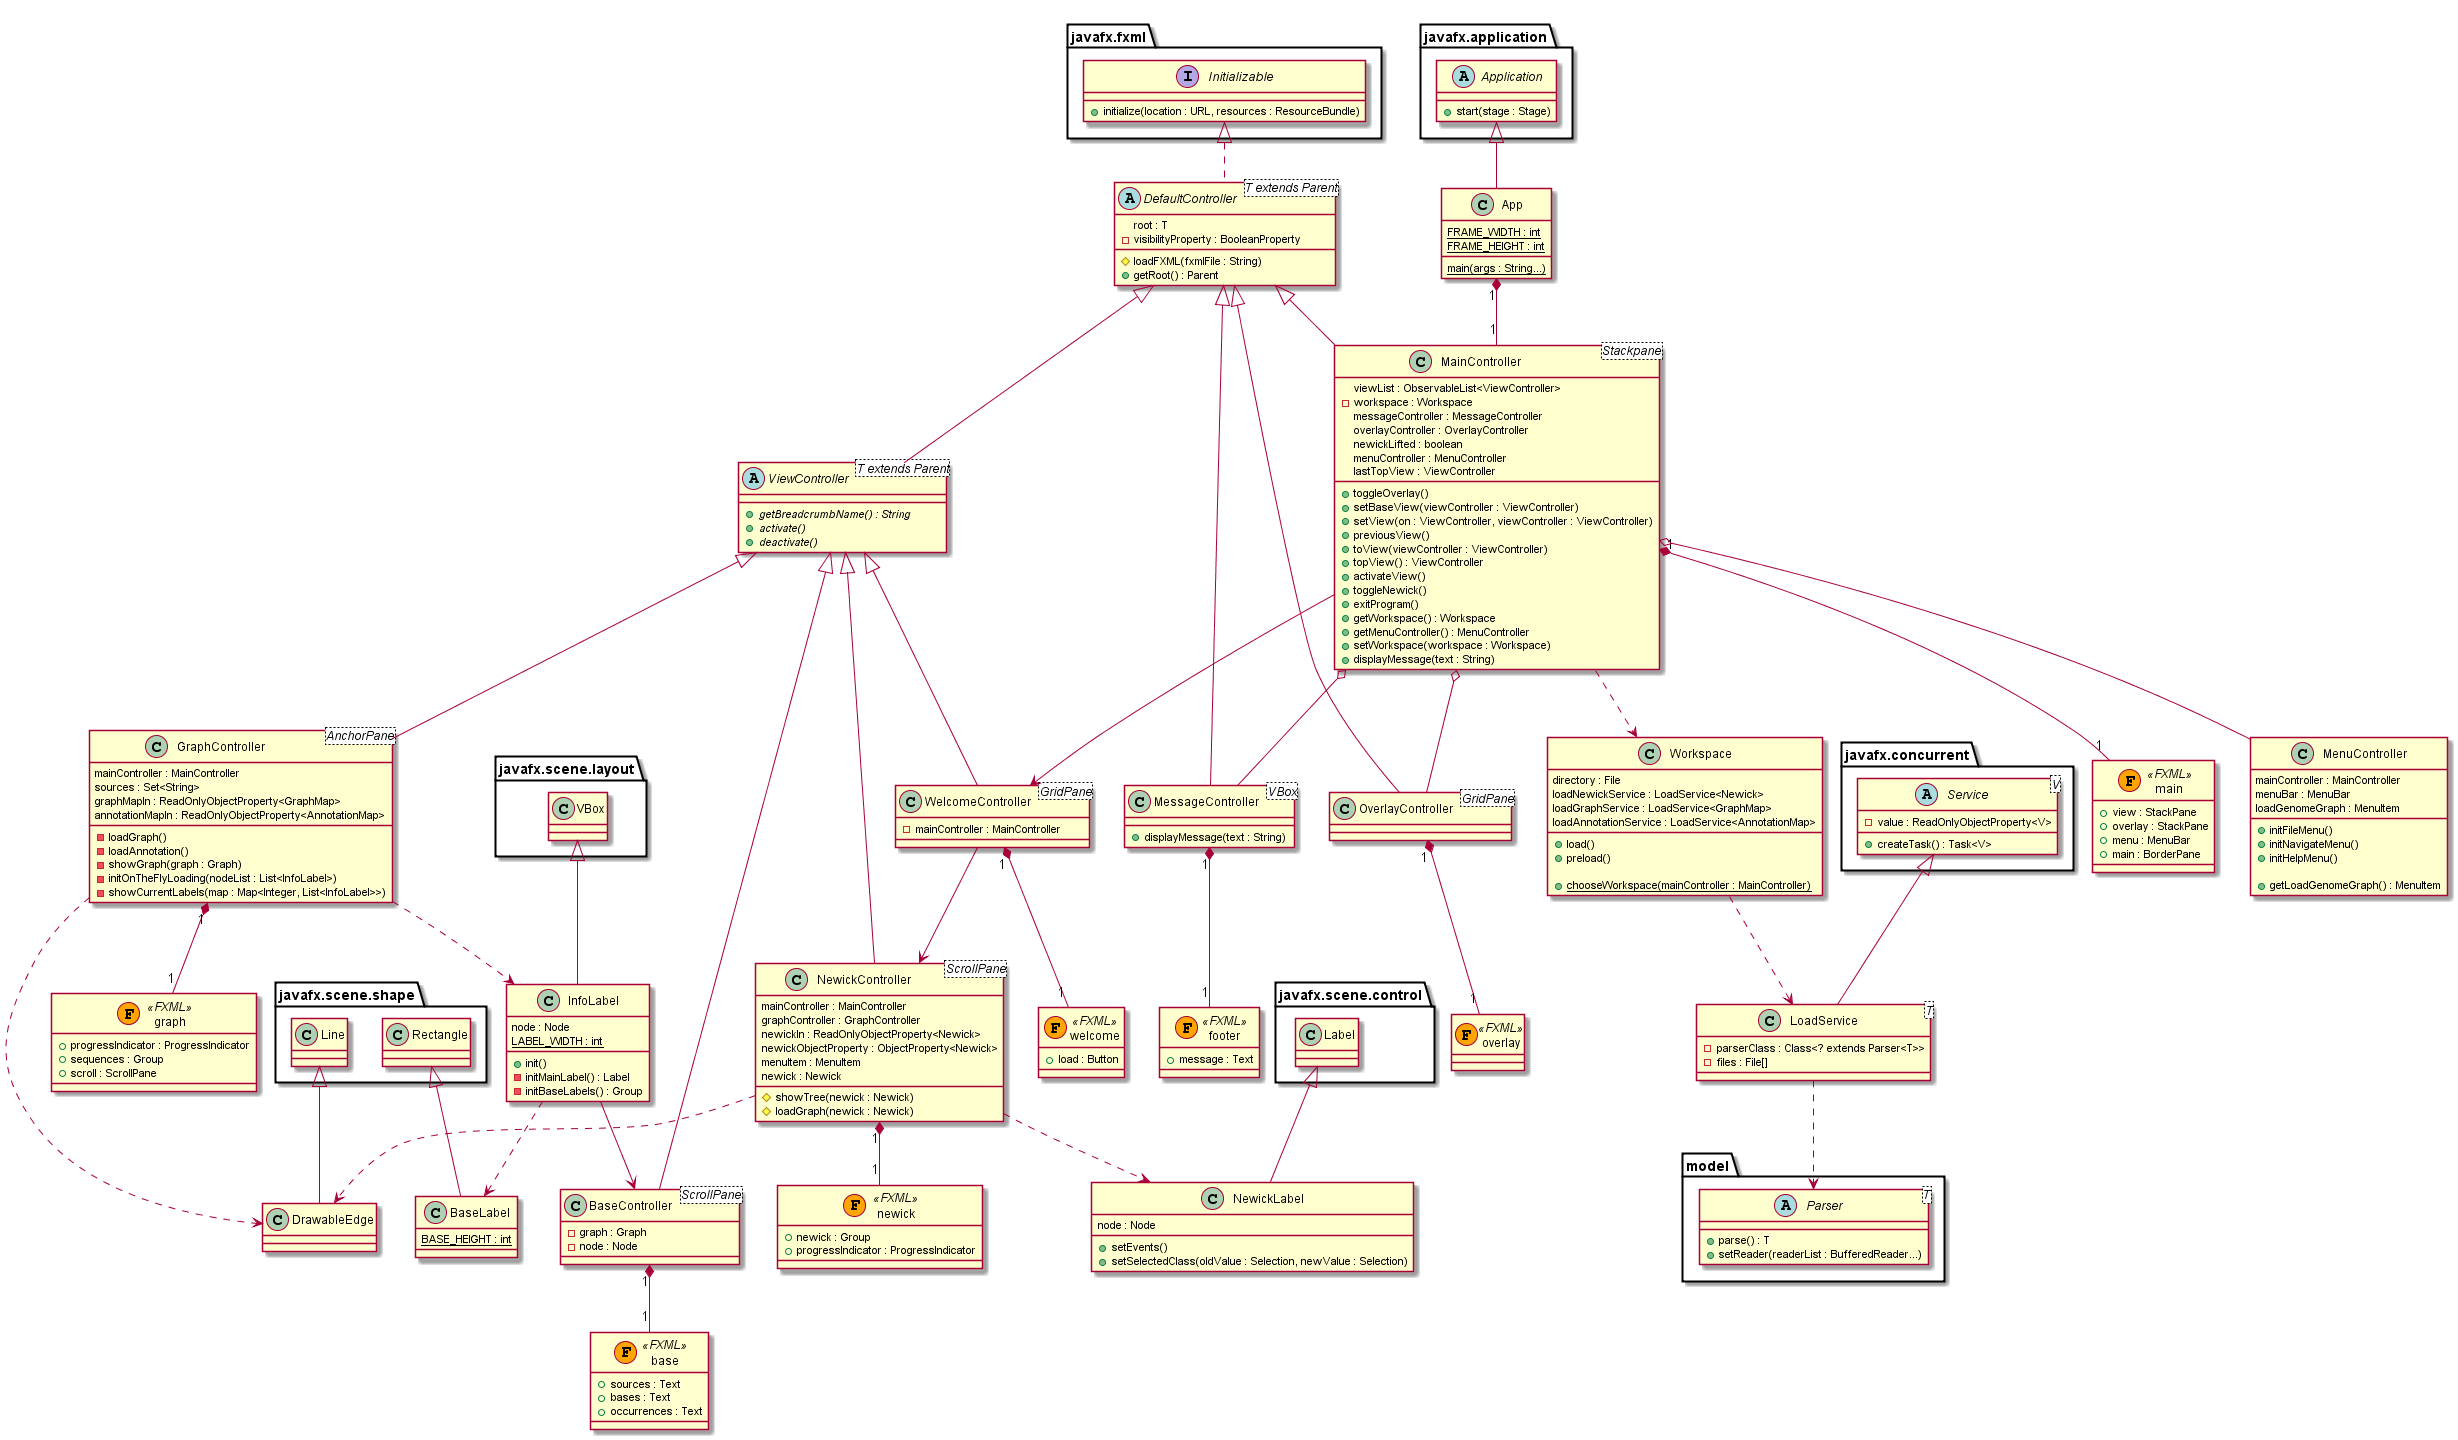 javafx.fxml
I Initializable
initialize(location : URL, resources : ResourceBundle)
javafx.application
A Application
start(stage : Stage)
A DefaultController
T extends Parent
root : T
visibilityProperty : BooleanProperty
loadFXML(fxmlFile : String)
getRoot() : Parent
C App
FRAME_WIDTH : int
FRAME_HEIGHT : int
main(args : String...)
1
1
C MainController
Stackpane
viewList : ObservableList<ViewController>
workspace : Workspace
messageController : MessageController
overlayController : OverlayController
newickLifted : boolean
menuController : MenuController
lastTopView : ViewController
toggleOverlay()
setBaseView(viewController : ViewController)
setView(on : ViewController, viewController : ViewController)
previousView()
toView(viewController : ViewController)
topView() : ViewController
activateView()
toggleNewick()
exitProgram()
getWorkspace() : Workspace
getMenuController() : MenuController
setWorkspace(workspace : Workspace)
displayMessage(text : String)
1
A ViewController
T extends Parent
getBreadcrumbName() : String
activate()
deactivate()
C GraphController
AnchorPane
mainController : MainController
sources : Set<String>
graphMapIn : ReadOnlyObjectProperty<GraphMap>
annotationMapIn : ReadOnlyObjectProperty<AnnotationMap>
loadGraph()
loadAnnotation()
showGraph(graph : Graph)
initOnTheFlyLoading(nodeList : List<InfoLabel>)
showCurrentLabels(map : Map<Integer, List<InfoLabel>>)
1
1
javafx.scene.layout
C VBox
C WelcomeController
GridPane
mainController : MainController
1
1
C MessageController
VBox
displayMessage(text : String)
1
1
C OverlayController
GridPane
1
1
C Workspace
directory : File
loadNewickService : LoadService<Newick>
loadGraphService : LoadService<GraphMap>
loadAnnotationService : LoadService<AnnotationMap>
load()
preload()
chooseWorkspace(mainController : MainController)
javafx.concurrent
A Service
V
value : ReadOnlyObjectProperty<V>
createTask() : Task<V>
1
F «FXML»
main
view : StackPane
overlay : StackPane
menu : MenuBar
main : BorderPane
C MenuController
mainController : MainController
menuBar : MenuBar
loadGenomeGraph : MenuItem
initFileMenu()
initNavigateMenu()
initHelpMenu()
getLoadGenomeGraph() : MenuItem
F «FXML»
graph
progressIndicator : ProgressIndicator
sequences : Group
scroll : ScrollPane
javafx.scene.shape
C Line
C Rectangle
C InfoLabel
node : Node
LABEL_WIDTH : int
init()
initMainLabel() : Label
initBaseLabels() : Group
C NewickController
ScrollPane
mainController : MainController
graphController : GraphController
newickIn : ReadOnlyObjectProperty<Newick>
newickObjectProperty : ObjectProperty<Newick>
menuItem : MenuItem
newick : Newick
showTree(newick : Newick)
loadGraph(newick : Newick)
1
1
F «FXML»
welcome
load : Button
F «FXML»
footer
message : Text
javafx.scene.control
C Label
F «FXML»
overlay
C LoadService
T
parserClass : Class<? extends Parser<T>>
files : File[]
C DrawableEdge
C BaseLabel
BASE_HEIGHT : int
C BaseController
ScrollPane
graph : Graph
node : Node
1
1
F «FXML»
newick
newick : Group
progressIndicator : ProgressIndicator
C NewickLabel
node : Node
setEvents()
setSelectedClass(oldValue : Selection, newValue : Selection)
model
A Parser
T
parse() : T
setReader(readerList : BufferedReader...)
F «FXML»
base
sources : Text
bases : Text
occurrences : Text